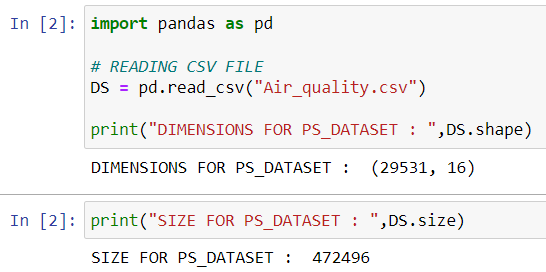 In [2]: import pandas as pd
# READING CSV FILE
DS = pd.read_csv("Air_quality.csv")
print("DIMENSIONS FOR PS_DATASET : ",DS.shape)
DIMENSIONS FOR PS_DATASET :  (29531, 16)
In [2]: print("SIZE FOR PS_DATASET : ",DS.size)
SIZE FOR PS_DATASET :  472496